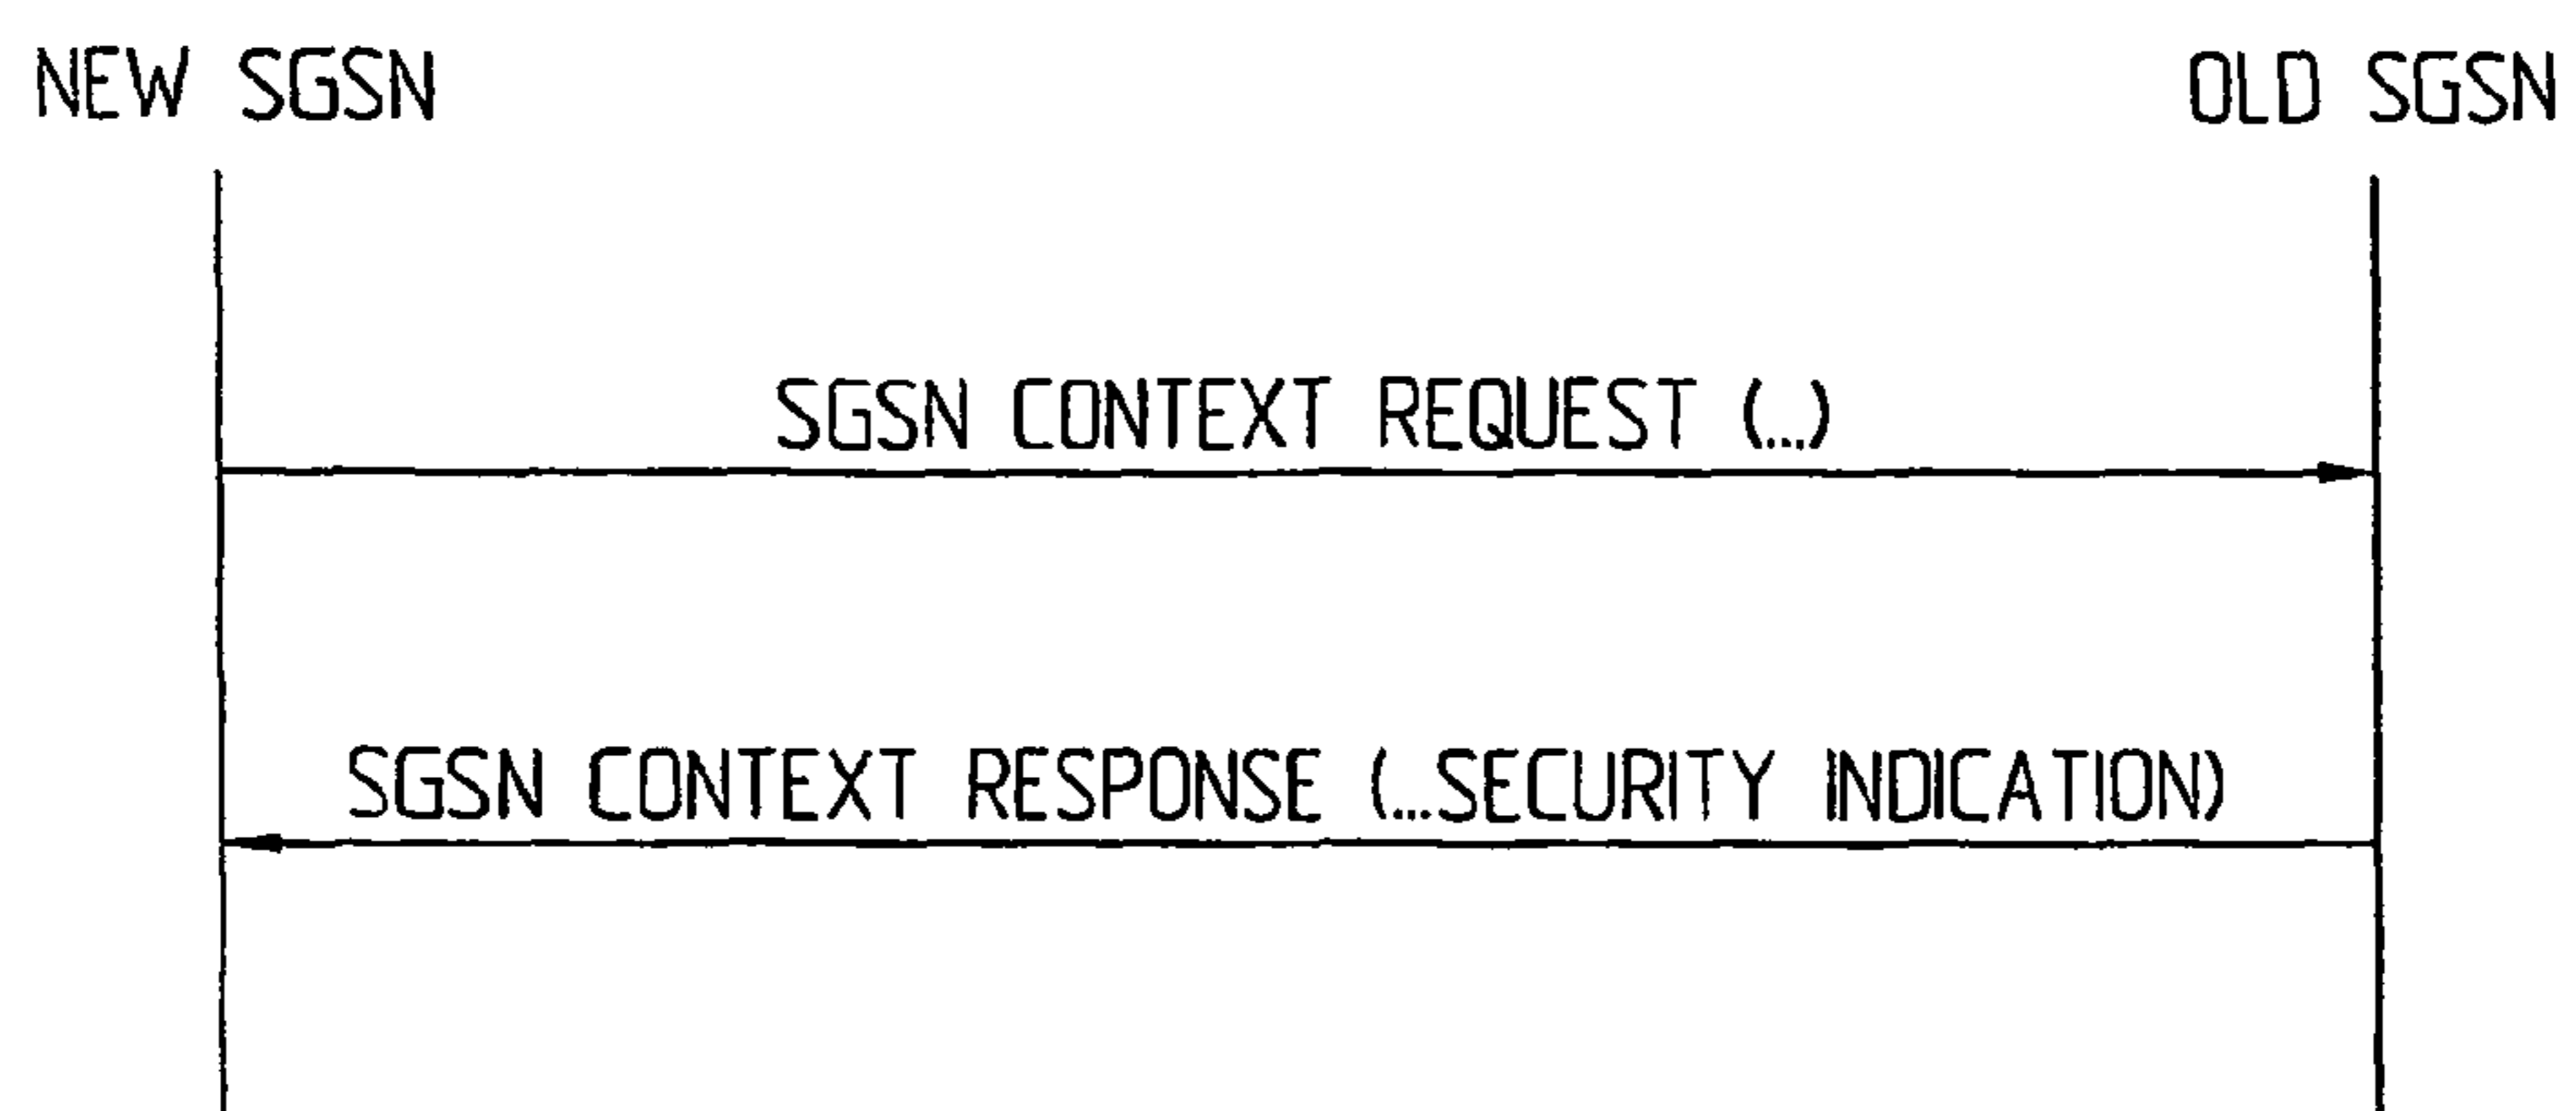 NEW SGSN
OLD SGSN
SGSN CONTEXT REQUEST (...)
SGSN CONTEXT RESPONSE (...SECURITY INDICATION)